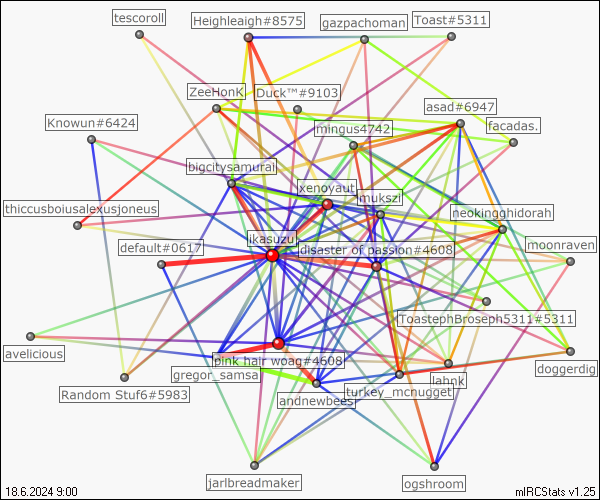 tescoroll
Heighleaigh#8575
gazpachoman
Toast#5311
ZeeHonK
Duck™#9103
asad#6947
Knowun#6424
mingus4742
facadas.
bigcitysamurai
xenoyaut
mukszi
thiccusboiusalexusjoneus
neokingghidorah
ikasuzu
default#0617
disaster of passion#4608
moonraven
ToastephBroseph5311#5311
avelicious
pink hair woag#4608
doggerdig
gregor_samsa
lahnk
Random Stuf6#5983
turkey_mcnugget
andnewbees
jarlbreadmaker
ogshroom
18.6.2024 9:00
mIRCStats v1.25